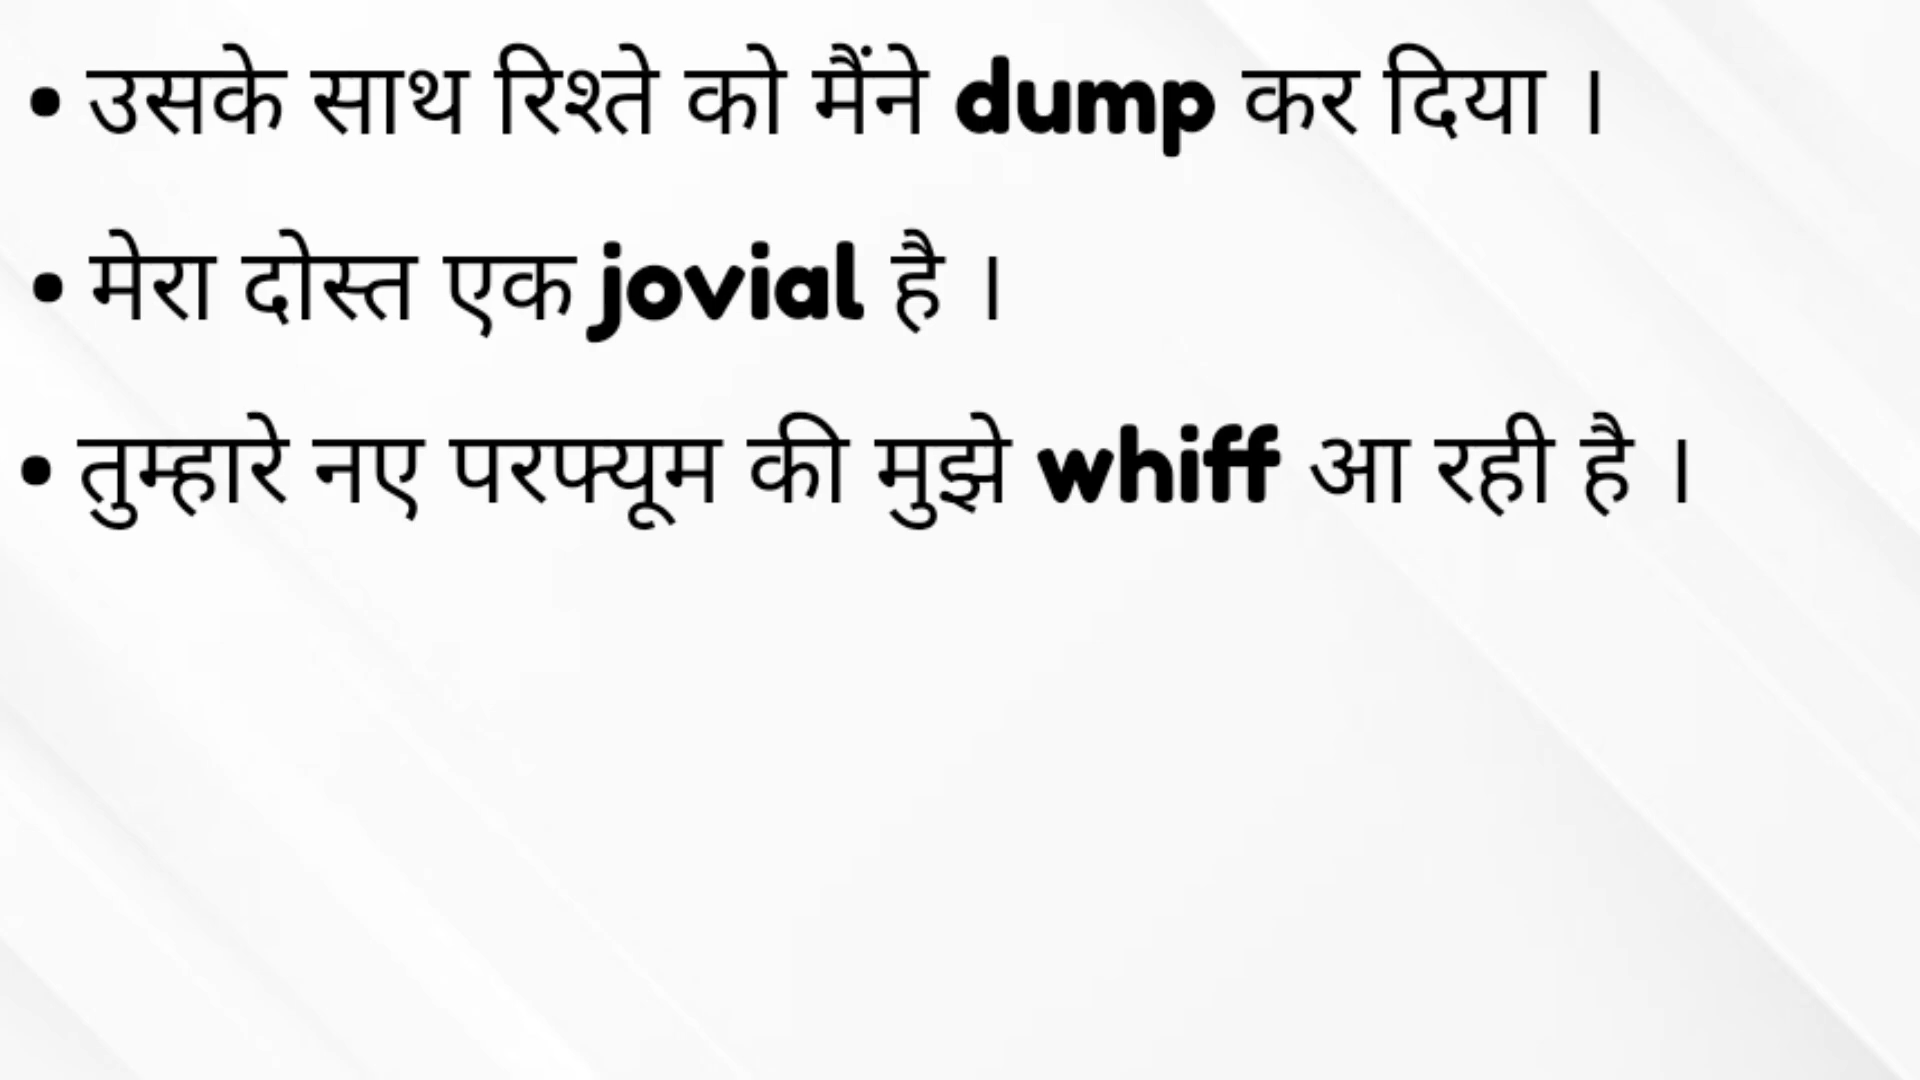 • उसके साथ रिश्ते को मैंने dump कर दिया ।
• मेरा दोस्त एक jovial है ।
• तुम्हारे नए परफ्यूम की मुझे whiff आ रही है ।